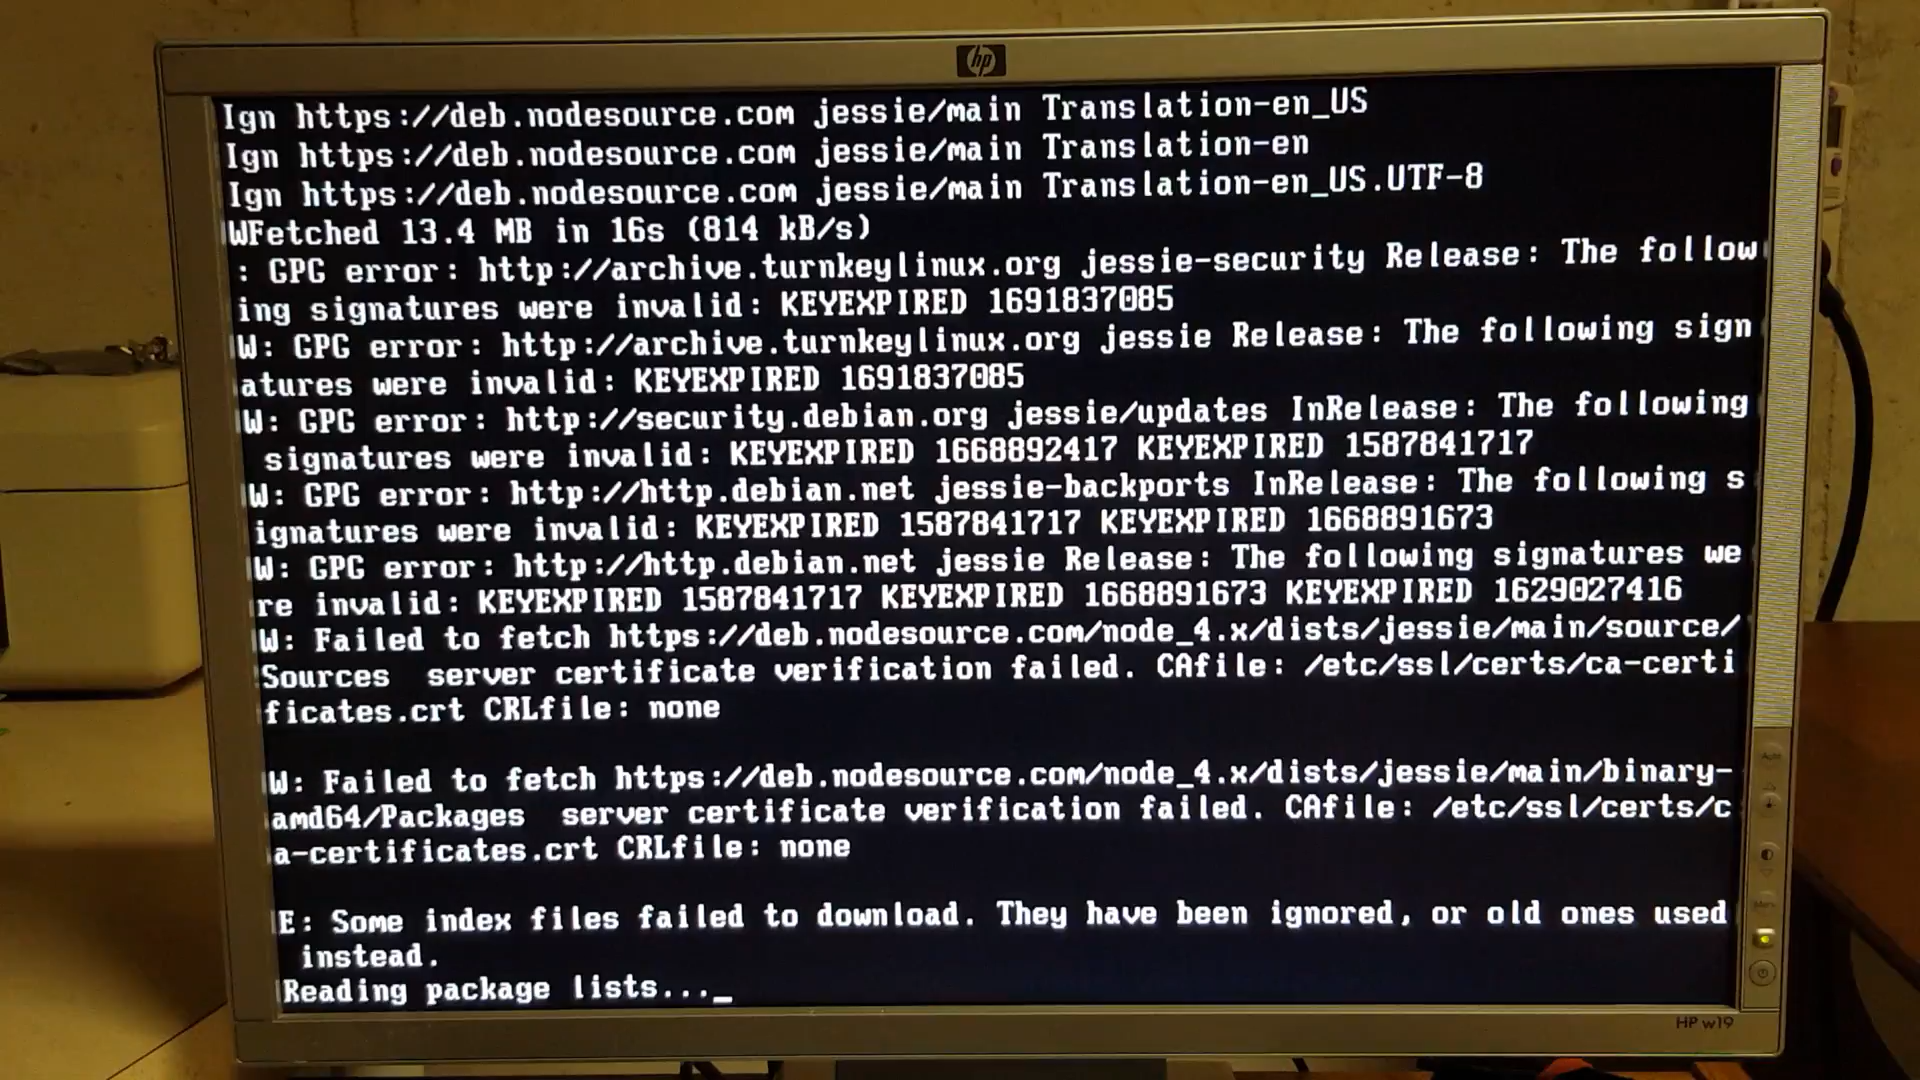 hp
Ign https://deb.nodesource.com jessie/main Translation-en_US
Ign https://deb.nodesource.com jessie/main Translation-en
Ign https://deb.nodesource.com jessie/main Translation-en_US.UTF-8
WFetched 13.4 MB in 16s (814 kB/s)
: GPG error: http://archive.turnkeylinux.org jessie-security Release: The follow
ing signatures were invalid: KEYEXPIRED 1691837085
W: GPG error: http://archive.turnkeylinux.org jessie Release: The following sign
atures were invalid: KEYEXPIRED 1691837085
W: GPG error: http://security.debian.org jessie/updates InRelease: The following
signatures were invalid: KEYEXPIRED 1668892417 KEYEXPIRED 1587841717
W: GPG error: http://http.debian.net jessie-backports InRelease: The following s
ignatures were invalid: KEYEXPIRED 1587841717 KEYEXPIRED 1668891673
W: GPG error: http://http.debian.net jessie Release: The following signatures we
re invalid: KEYEXPIRED 1587841717 KEYEXPIRED 1668891673 KEYEXPIRED 1629027416
W: Failed to fetch https://deb.nodesource.com/node_4.x/dists/jessie/main/source/
Sources  server certificate verification failed. CAfile: /etc/ssl/certs/ca-certi
ficates.crt CRLfile: none
W: Failed to fetch https://deb.nodesource.com/node_4.x/dists/jessie/main/binary-
amd64/Packages  server certificate verification failed. CAfile: /etc/ssl/certs/c
a-certificates.crt CRLfile: none
E: Some index files failed to download. They have been ignored, or old ones used
instead.
Reading package lists..._
Auto
Menu
HP w19